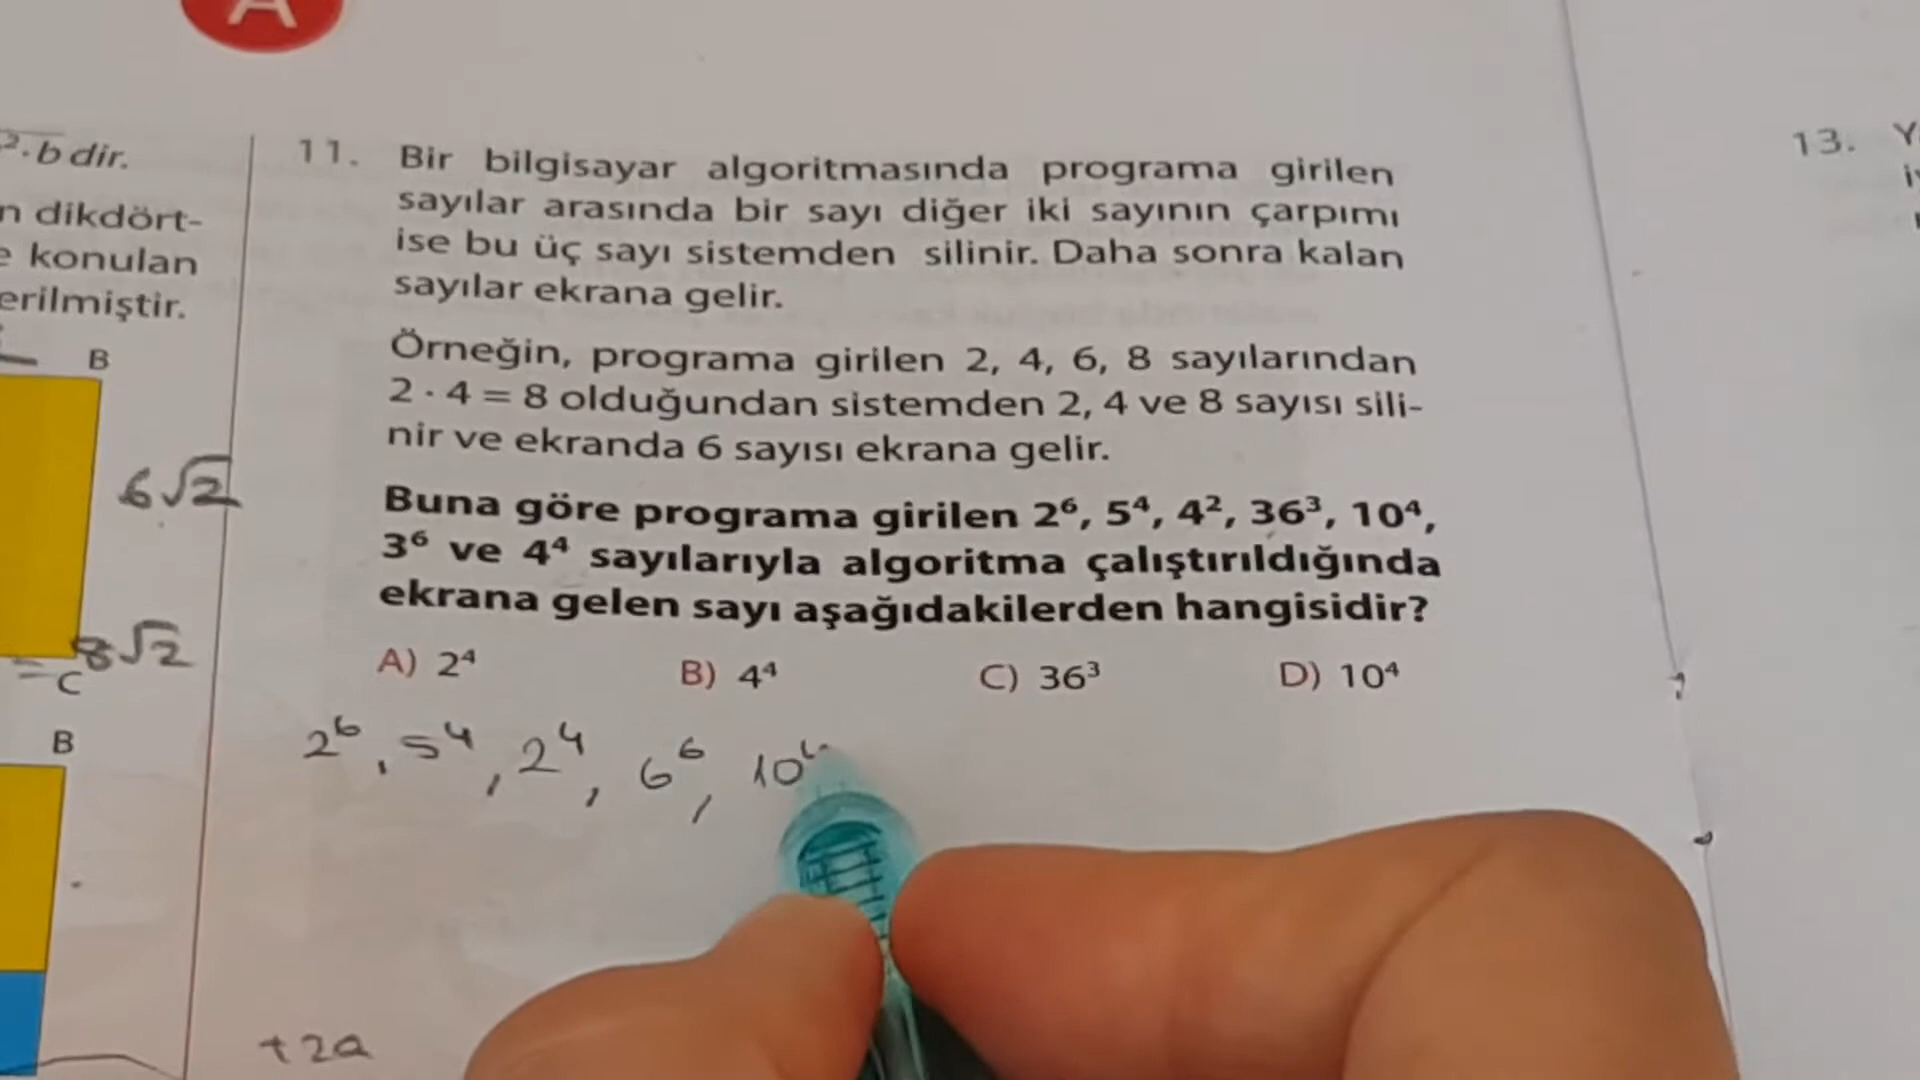 A
².b dir.
n dikdört-
e konulan
erilmiştir.
B
6√2
= 8√2
C
B
11. Bir bilgisayar algoritmasında programa girilen
sayılar arasında bir sayı diğer iki sayının çarpımı
ise bu üç sayı sistemden silinir. Daha sonra kalan
sayılar ekrana gelir.
Örneğin, programa girilen 2, 4, 6, 8 sayılarından
2 · 4 = 8 olduğundan sistemden 2, 4 ve 8 sayısı sili-
nir ve ekranda 6 sayısı ekrana gelir.
Buna göre programa girilen 2⁶, 5⁴, 4², 36³, 10⁴,
3⁶ ve 4⁴ sayılarıyla algoritma çalıştırıldığında
ekrana gelen sayı aşağıdakilerden hangisidir?
A) 2⁴ B) 4⁴ C) 36³ D) 10⁴
2⁶, 5⁴, 2⁴, 6⁶, 10⁴
+2a
13. Y